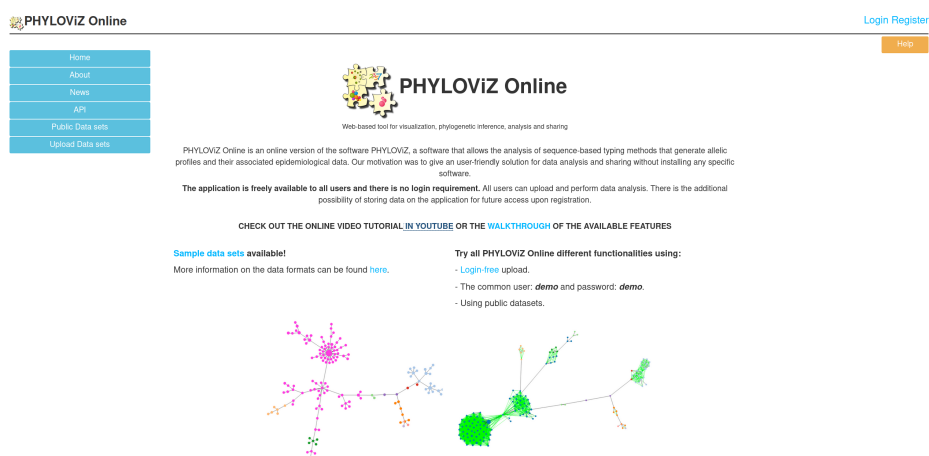 PHYLOViZ Online
Login Register
Help
Home
About
News
API
Public Data sets
Upload Data sets
PHYLOViZ Online
Web-based tool for visualization, phylogenetic inference, analysis and sharing
PHYLOViZ Online is an online version of the software PHYLOViZ, a software that allows the analysis of sequence-based typing methods that generate allelic
profiles and their associated epidemiological data. Our motivation was to give an user-friendly solution for data analysis and sharing without installing any specific
software.
The application is freely available to all users and there is no login requirement. All users can upload and perform data analysis. There is the additional
possibility of storing data on the application for future access upon registration.
CHECK OUT THE ONLINE VIDEO TUTORIAL IN YOUTUBE OR THE WALKTHROUGH OF THE AVAILABLE FEATURES
Sample data sets available!
More information on the data formats can be found here.
Try all PHYLOViZ Online different functionalities using:
- Login-free upload.
- The common user: demo and password: demo.
- Using public datasets.